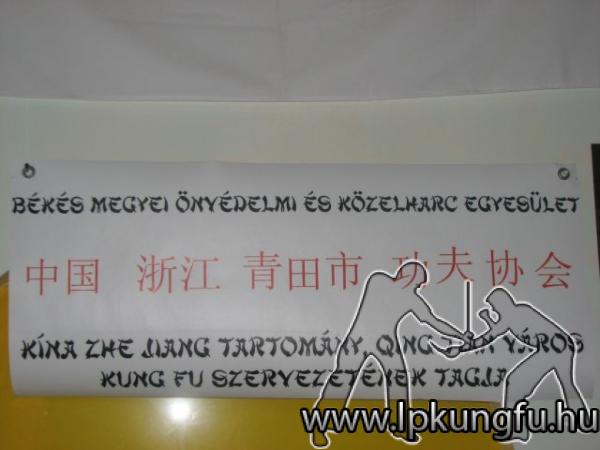 BÉKÉS MEGYEI ÖNVÉDELMI ÉS KÖZELHARC EGYESÜLET
中国 浙江 青田市 功夫协会
KÍNA ZHE JIANG TARTOMÁNY, QING TIAN VÁROS
KUNG FU SZERVEZETÉNEK TAGJA
www.lpkungfu.hu